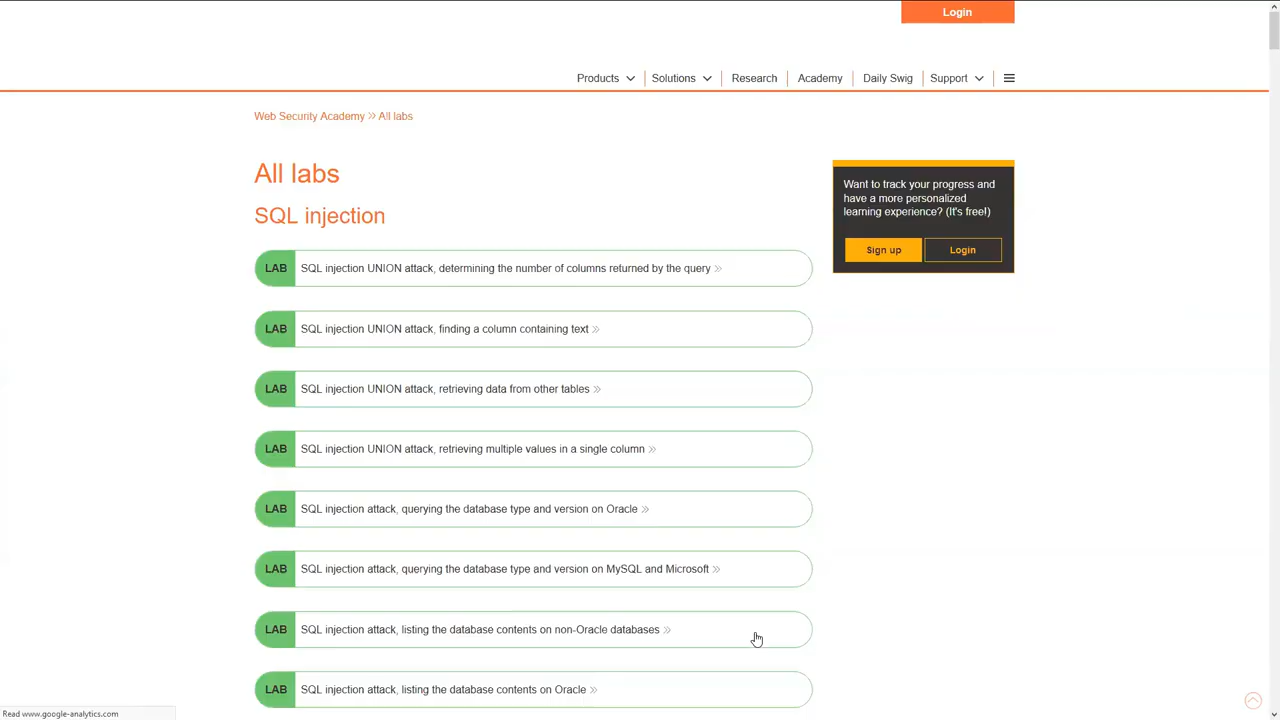 Login
Products
Solutions
Research
Academy
Daily Swig
Support
Web Security Academy » All labs
All labs
SQL injection
Want to track your progress and
have a more personalized
learning experience? (It's free!)
Sign up
Login
LAB SQL injection UNION attack, determining the number of columns returned by the query »
LAB SQL injection UNION attack, finding a column containing text »
LAB SQL injection UNION attack, retrieving data from other tables »
LAB SQL injection UNION attack, retrieving multiple values in a single column »
LAB SQL injection attack, querying the database type and version on Oracle »
LAB SQL injection attack, querying the database type and version on MySQL and Microsoft »
LAB SQL injection attack, listing the database contents on non-Oracle databases »
LAB SQL injection attack, listing the database contents on Oracle »
Read www.google-analytics.com